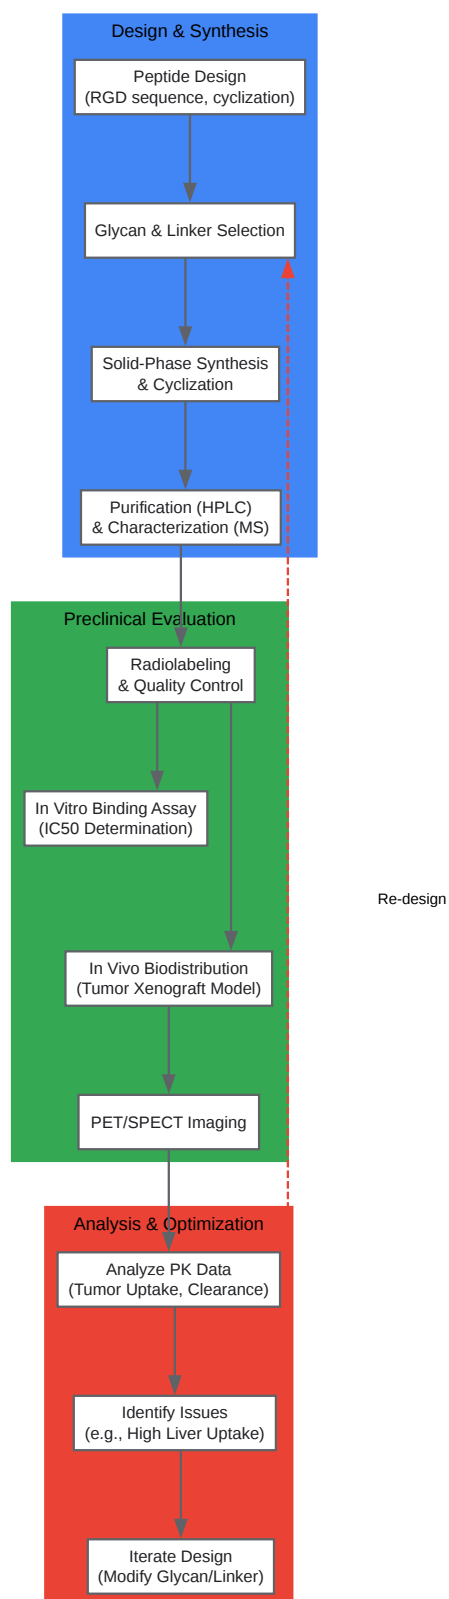 Design & Synthesis
Peptide Design
(RGD sequence, cyclization)
Glycan & Linker Selection
Solid-Phase Synthesis
& Cyclization
Purification (HPLC)
& Characterization (MS)
Preclinical Evaluation
Radiolabeling
& Quality Control
In Vitro Binding Assay
(IC50 Determination)
Re-design
In Vivo Biodistribution
(Tumor Xenograft Model)
PET/SPECT Imaging
Analysis & Optimization
Analyze PK Data
(Tumor Uptake, Clearance)
Identify Issues
(e.g., High Liver Uptake)
Iterate Design
(Modify Glycan/Linker)